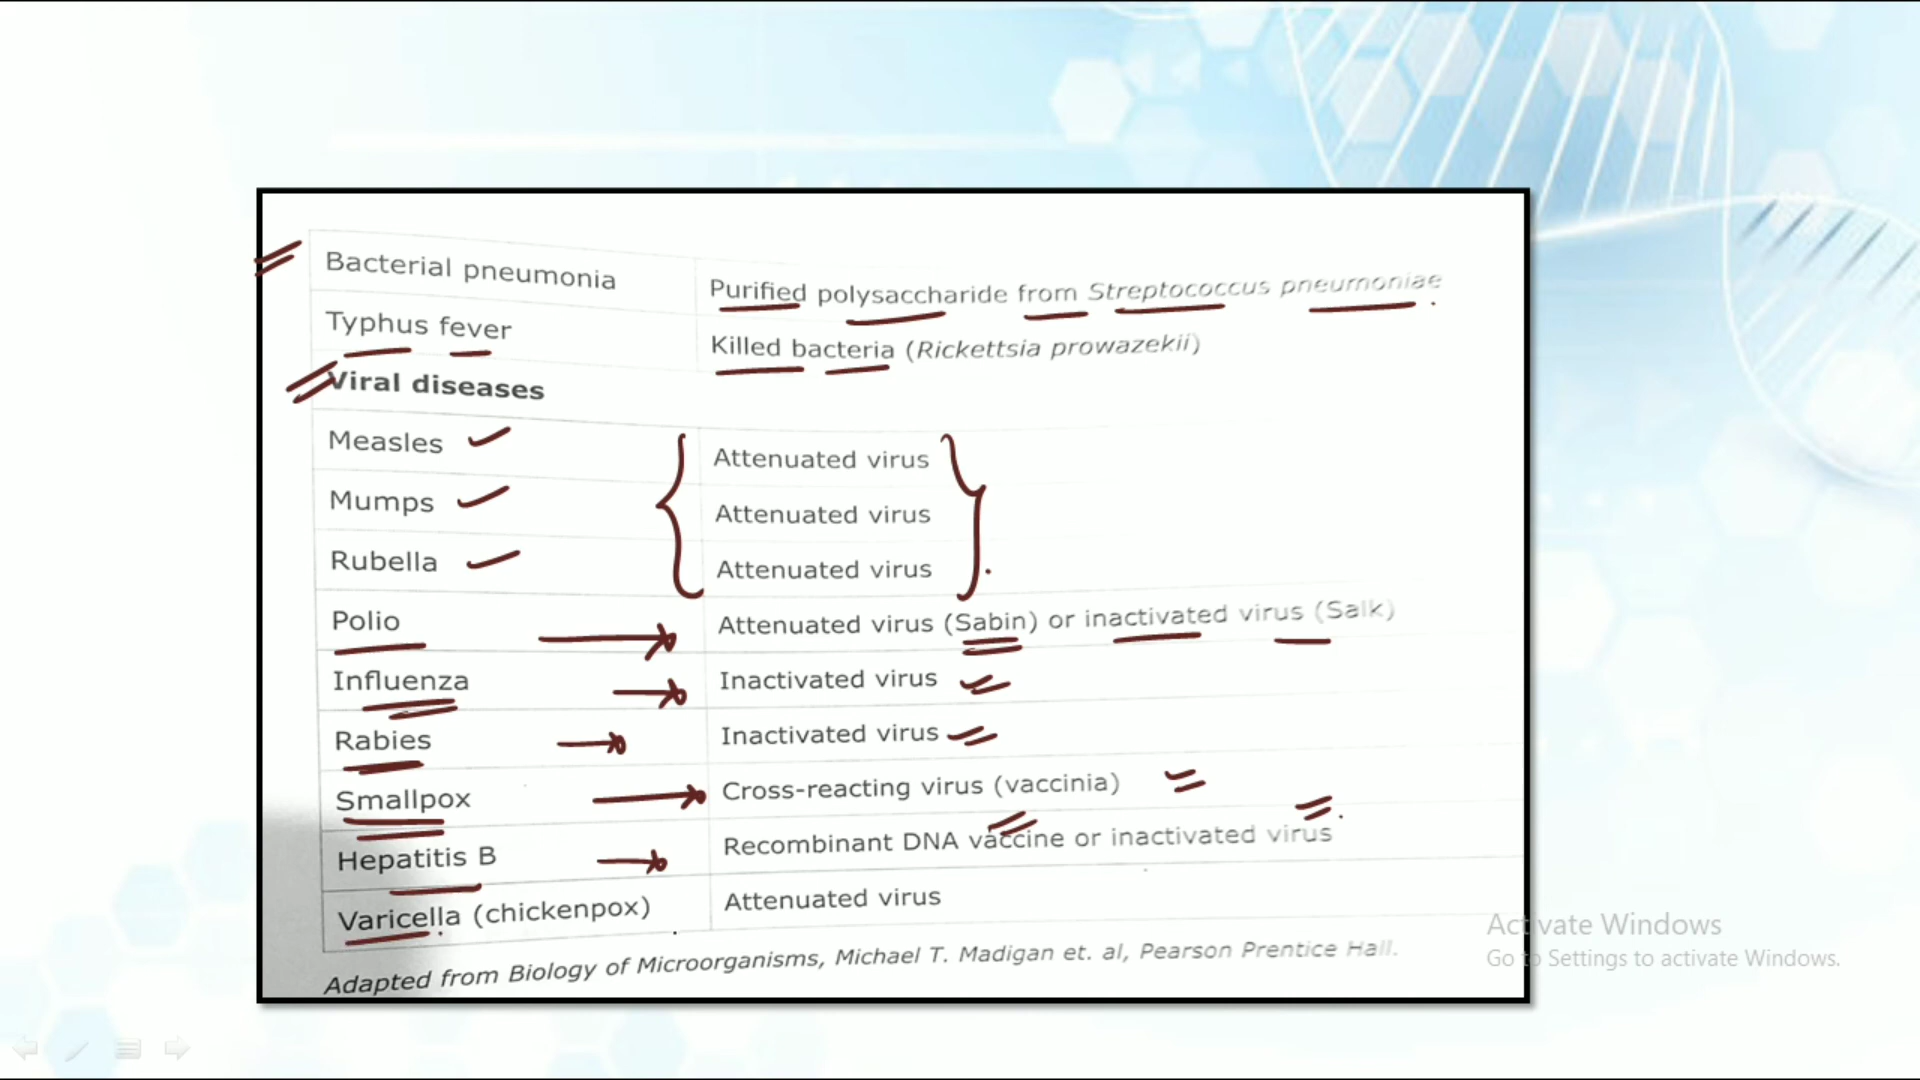 Bacterial pneumonia Purified polysaccharide from Streptococcus pneumoniae
Typhus fever Killed bacteria (Rickettsia prowazekii)
Viral diseases
Measles Attenuated virus
Mumps Attenuated virus
Rubella Attenuated virus
Polio Attenuated virus (Sabin) or inactivated virus (Salk)
Influenza Inactivated virus
Rabies Inactivated virus
Smallpox Cross-reacting virus (vaccinia)
Hepatitis B Recombinant DNA vaccine or inactivated virus
Varicella (chickenpox) Attenuated virus
Adapted from Biology of Microorganisms, Michael T. Madigan et. al, Pearson Prentice Hall.
Activate Windows
Go to Settings to activate Windows.